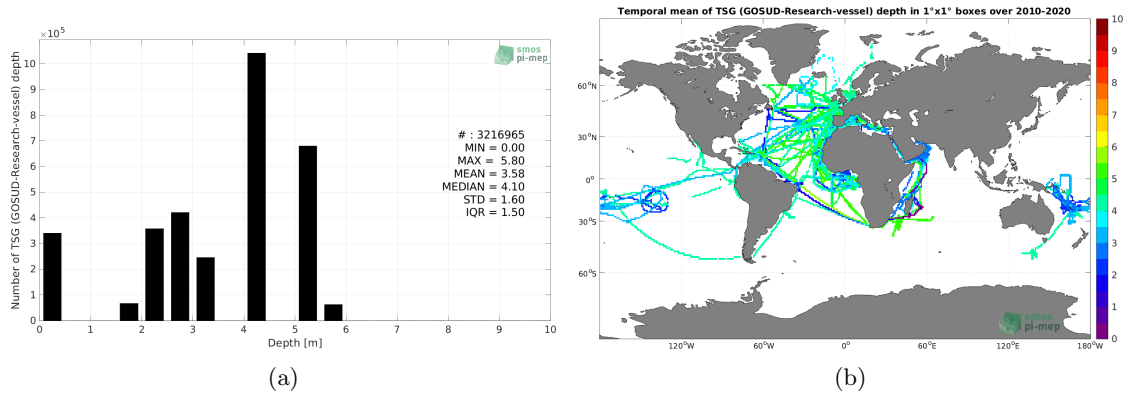 ×10⁵
Number of TSG (GOSUD-Research-vessel) depth
10
9
8
7
6
5
4
3
2
1
0
0 1 2 3 4 5 6 7 8 9 10
Depth [m]
smos
pi-mep
# : 3216965
MIN = 0.00
MAX = 5.80
MEAN = 3.58
MEDIAN = 4.10
STD = 1.60
IQR = 1.50
(a)
Temporal mean of TSG (GOSUD-Research-vessel) depth in 1°x1° boxes over 2010-2020
60°N
30°N
0°
30°S
60°S
120°W 60°W 0° 60°E 120°E 180°W
smos
pi-mep
10
9
8
7
6
5
4
3
2
1
0
(b)